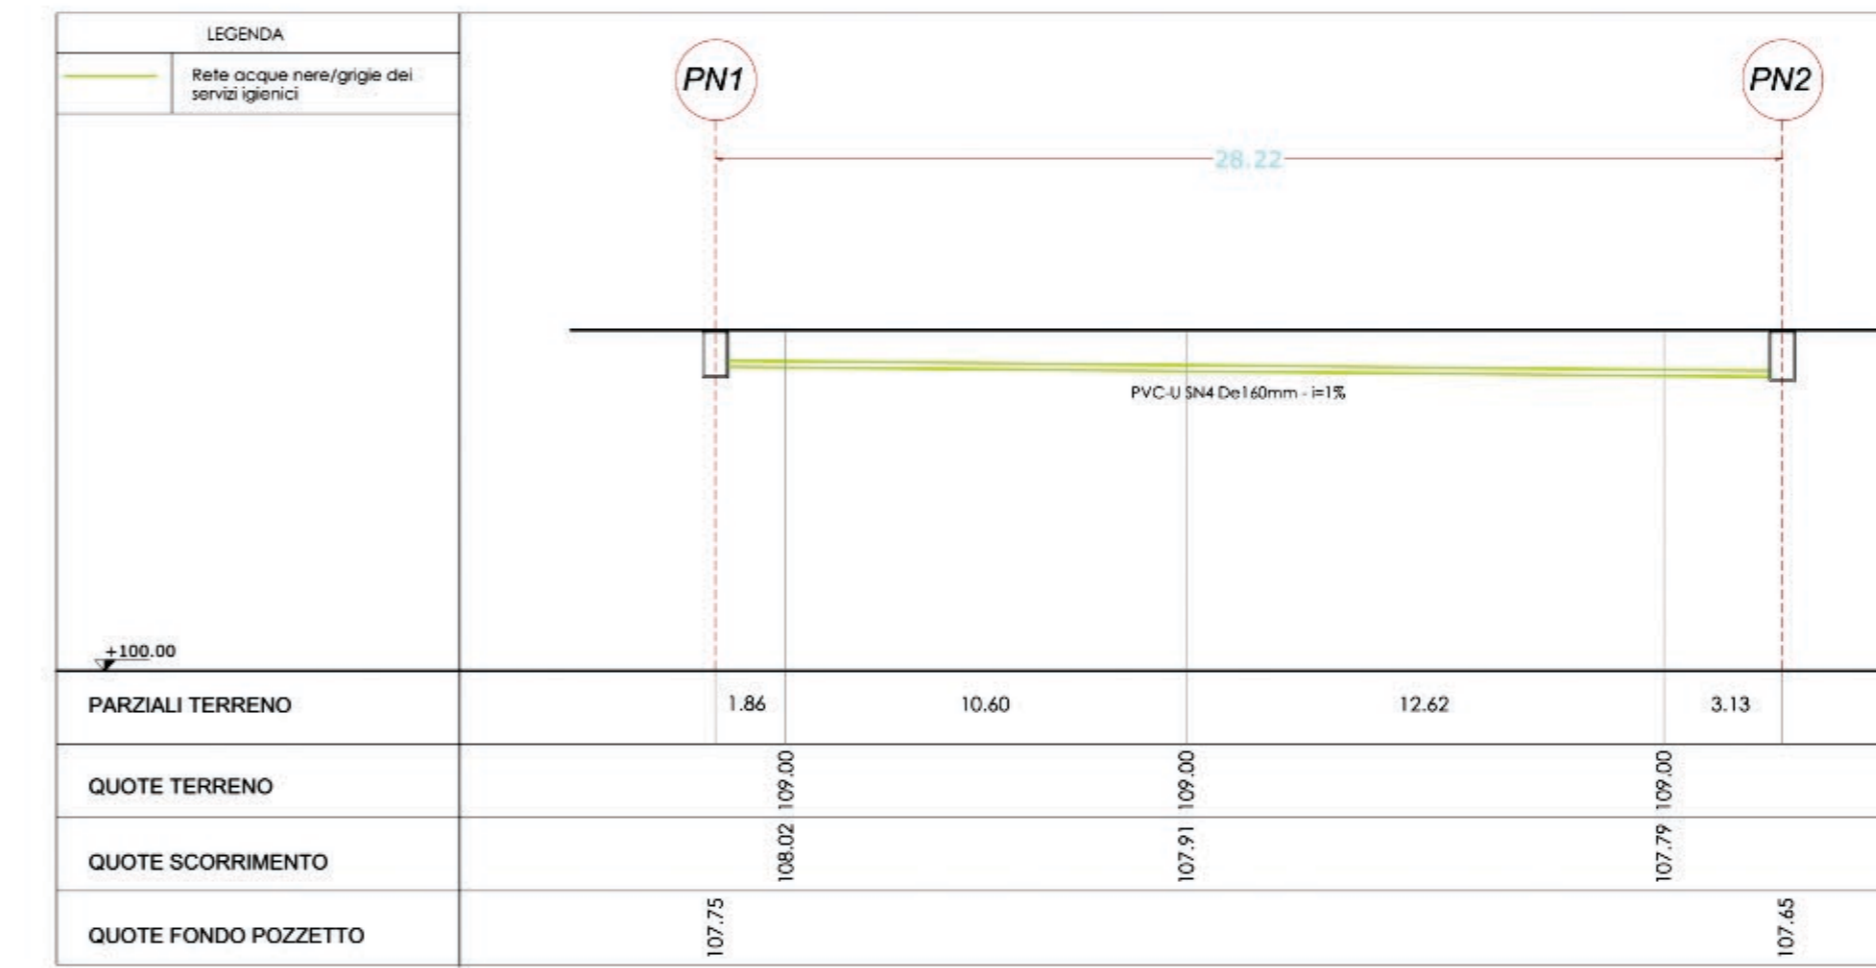 LEGENDA
Rete acque nere/grigie dei
servizi igienici
PN1
PN2
28.22
PVC-U SN4 De160mm - i=1%
+100.00
PARZIALI TERRENO
1.86
10.60
12.62
3.13
QUOTE TERRENO
109.00
109.00
109.00
QUOTE SCORRIMENTO
108.02
107.91
107.79
QUOTE FONDO POZZETTO
107.75
107.65